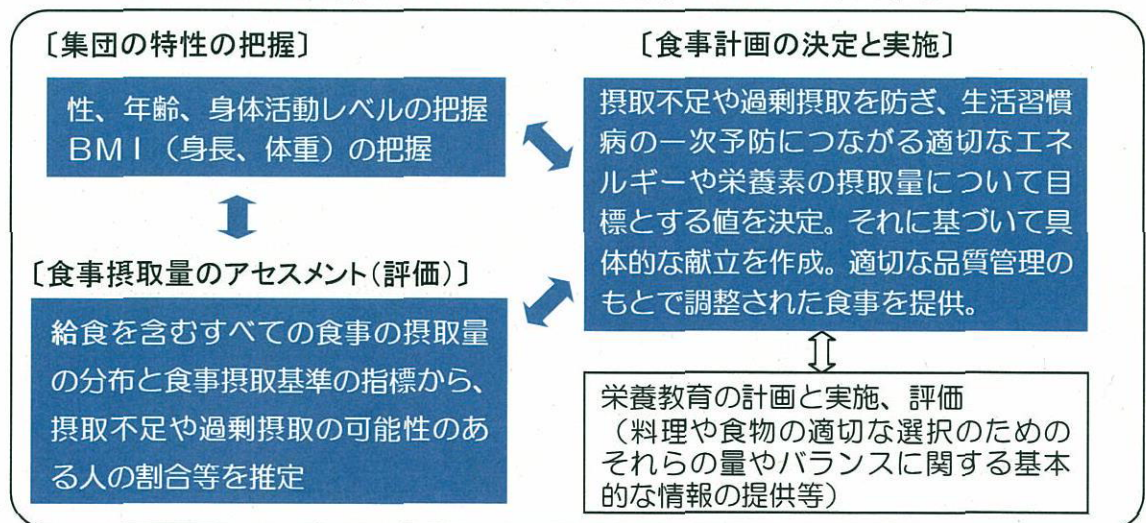 〔集団の特性の把握〕
性、年齢、身体活動レベルの把握
BMI（身長、体重）の把握
〔食事摂取量のアセスメント(評価)〕
給食を含むすべての食事の摂取量
の分布と食事摂取基準の指標から、
摂取不足や過剰摂取の可能性のあ
る人の割合等を推定
〔食事計画の決定と実施〕
摂取不足や過剰摂取を防ぎ、生活習慣
病の一次予防につながる適切なエネ
ルギーや栄養素の摂取量について目
標とする値を決定。それに基づいて具
体的な献立を作成。適切な品質管理の
もとで調整された食事を提供。
栄養教育の計画と実施、評価
（料理や食物の適切な選択のための
それらの量やバランスに関する基本
的な情報の提供等）